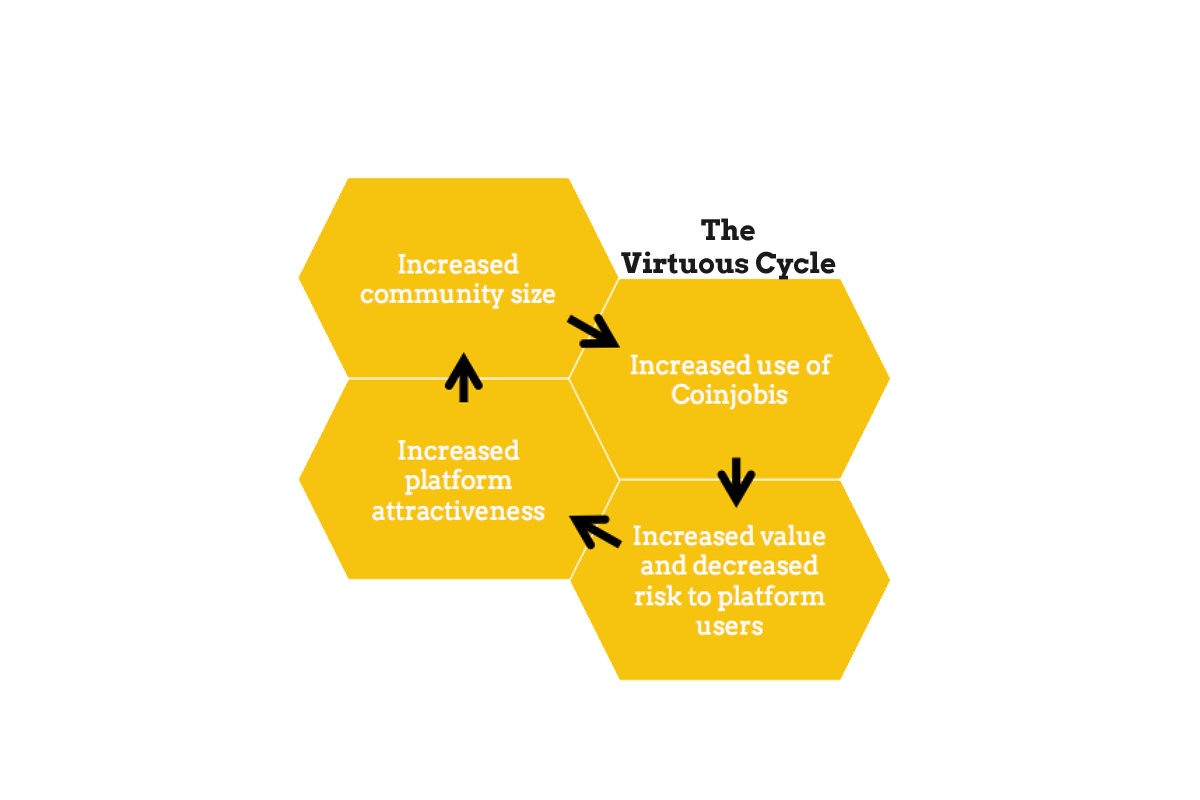 The
Virtuous Cycle
Increased
community size
Increased use of
Coinjobis
Increased value
and decreased
risk to platform
users
Increased
platform
attractiveness